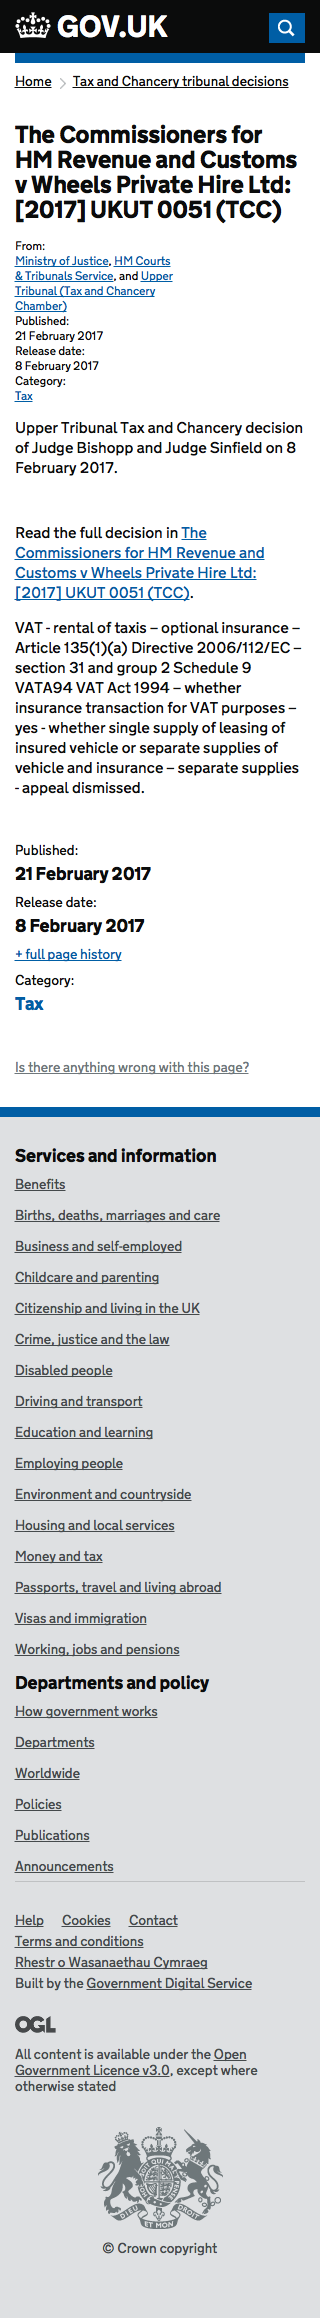 GOV.UK
Home
Tax and Chancery tribunal decisions
The Commissioners for
HM Revenue and Customs
v Wheels Private Hire Ltd:
[2017] UKUT 0051 (TCC)
From:
Ministry of Justice, HM Courts
& Tribunals Service, and Upper
Tribunal (Tax and Chancery
Chamber)
Published:
21 February 2017
Release date:
8 February 2017
Category:
Tax
Upper Tribunal Tax and Chancery decision
of Judge Bishopp and Judge Sinfield on 8
February 2017.
Read the full decision in The
Commissioners for HM Revenue and
Customs v Wheels Private Hire Ltd:
[2017] UKUT 0051 (TCC).
VAT - rental of taxis – optional insurance –
Article 135(1)(a) Directive 2006/112/EC –
section 31 and group 2 Schedule 9
VATA94 VAT Act 1994 – whether
insurance transaction for VAT purposes –
yes - whether single supply of leasing of
insured vehicle or separate supplies of
vehicle and insurance – separate supplies
- appeal dismissed.
Published:
21 February 2017
Release date:
8 February 2017
+ full page history
Category:
Tax
Is there anything wrong with this page?
Services and information
Benefits
Births, deaths, marriages and care
Business and self-employed
Childcare and parenting
Citizenship and living in the UK
Crime, justice and the law
Disabled people
Driving and transport
Education and learning
Employing people
Environment and countryside
Housing and local services
Money and tax
Passports, travel and living abroad
Visas and immigration
Working, jobs and pensions
Departments and policy
How government works
Departments
Worldwide
Policies
Publications
Announcements
Help Cookies Contact
Terms and conditions
Rhestr o Wasanaethau Cymraeg
Built by the Government Digital Service
OGL
All content is available under the Open
Government Licence v3.0, except where
otherwise stated
DIEU ET MON DROIT
© Crown copyright